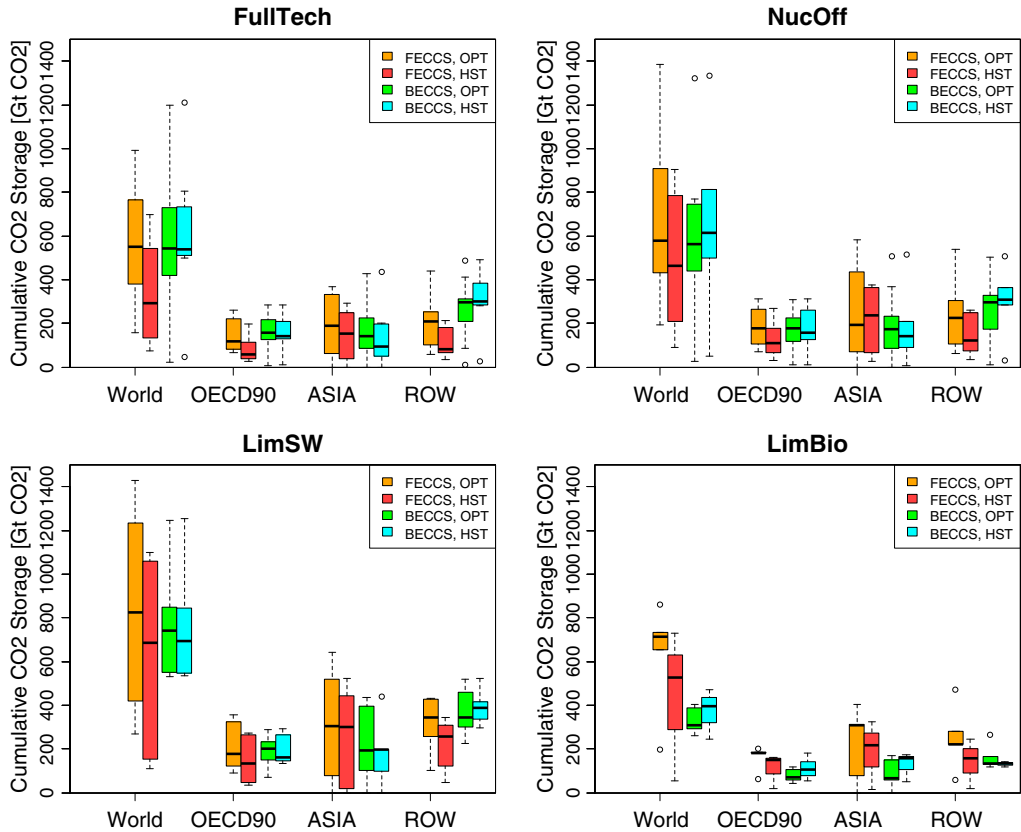 FullTech
Cumulative CO2 Storage [Gt CO2]
0 200 400 600 800 1000 1200 1400
FECCS, OPT
FECCS, HST
BECCS, OPT
BECCS, HST
World OECD90 ASIA ROW
NucOff
Cumulative CO2 Storage [Gt CO2]
0 200 400 600 800 1000 1200 1400
FECCS, OPT
FECCS, HST
BECCS, OPT
BECCS, HST
World OECD90 ASIA ROW
LimSW
Cumulative CO2 Storage [Gt CO2]
0 200 400 600 800 1000 1200 1400
FECCS, OPT
FECCS, HST
BECCS, OPT
BECCS, HST
World OECD90 ASIA ROW
LimBio
Cumulative CO2 Storage [Gt CO2]
0 200 400 600 800 1000 1200 1400
FECCS, OPT
FECCS, HST
BECCS, OPT
BECCS, HST
World OECD90 ASIA ROW